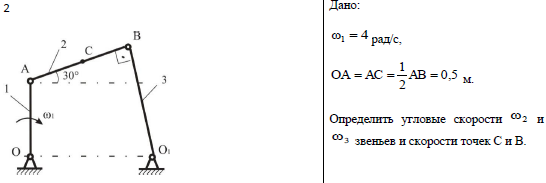 2
B
2
C
A
30°
1
3
ω₁
O
O₁
Дано:
ω₁ = 4 рад/с,
OA = AC = 1/2 AB = 0,5 м.
Определить угловые скорости ω₂ и
ω₃ звеньев и скорости точек С и В.